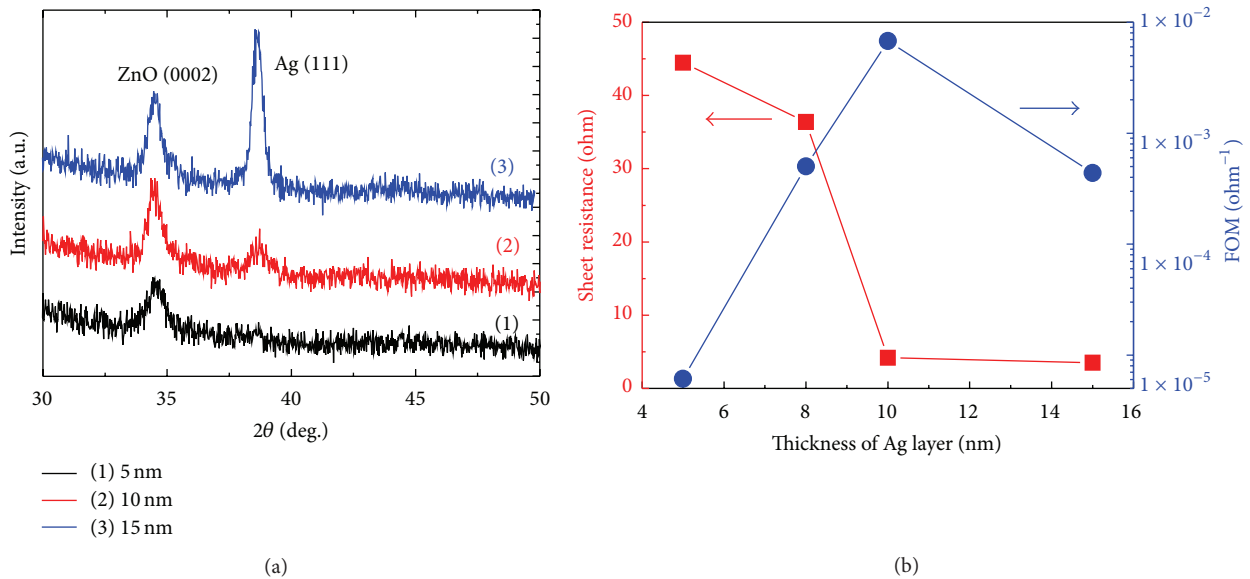 ZnO (0002)
Ag (111)
(3)
(2)
(1)
Intensity (a.u.)
30 35 40 45 50
2θ (deg.)
(1) 5 nm
(2) 10 nm
(3) 15 nm
(a)
50
40
30
20
50
10
0
Sheet resistance (ohm)
1 × 10⁻²
1 × 10⁻³
1 × 10⁻⁴
1 × 10⁻⁵
FOM (ohm⁻¹)
4 6 8 10 12 14 16
Thickness of Ag layer (nm)
(b)